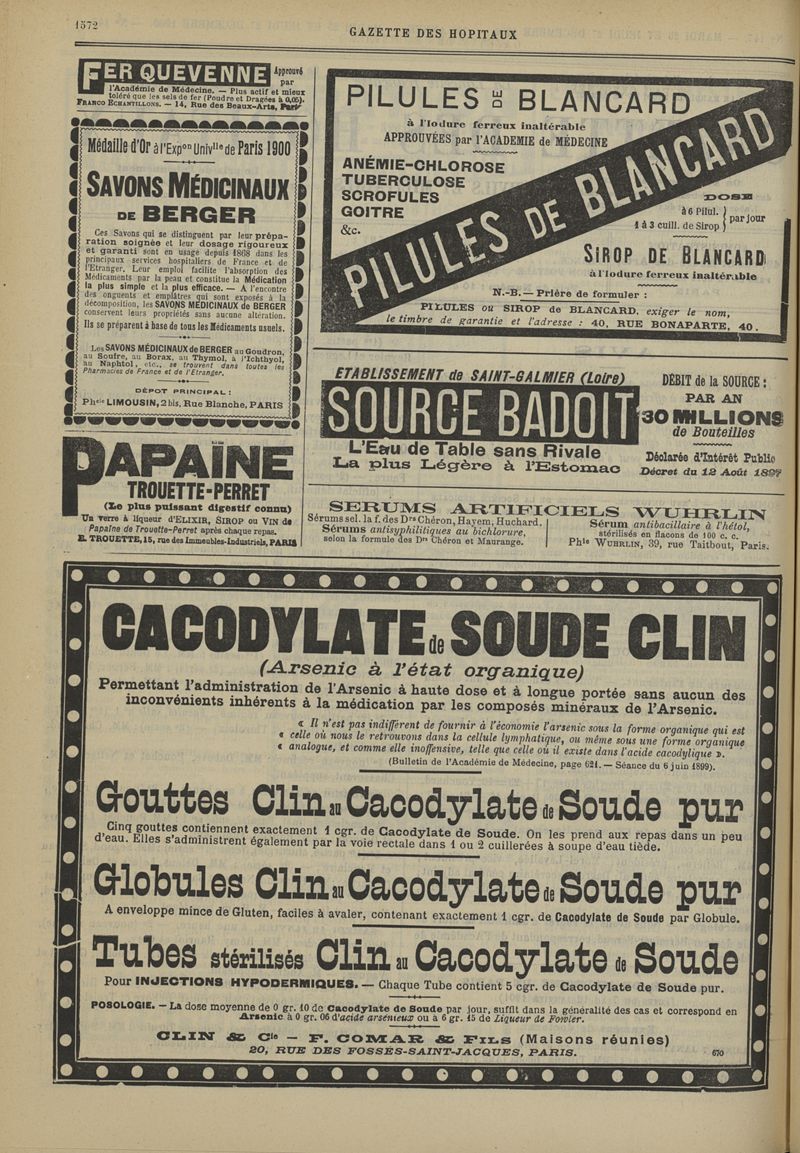 1572
GAZETTE DES HOPITAUX
FER QUEVENNE Approuvé
par
l'Académie de Médecine. — Plus actif et mieux
toléré que les sels de fer (Poudre et Dragées à 0,05).
FRANCO ECHANTILLONS. — 14, Rue des Beaux-Arts, Paris
Médaille d'Or à l'Expon Univlle de Paris 1900
SAVONS MÉDICINAUX
DE BERGER
Ces Savons qui se distinguent par leur prépa-
ration soignée et leur dosage rigoureux
et garanti sont en usage depuis 1868 dans les
principaux services hospitaliers de France et de
l'Etranger. Leur emploi facilite l'absorption des
Médicaments par la peau et constitue la Médication
la plus simple et la plus efficace. — A l'encontre
des onguents et emplâtres qui sont exposés à la
décomposition, les SAVONS MÉDICINAUX de BERGER
conservent leurs propriétés sans aucune altération.
Ils se préparent à base de tous les Médicaments usuels.
Les SAVONS MÉDICINAUX de BERGER au Goudron,
au Soufre, au Borax, au Thymol, à l'Ichthyol,
au Naphtol, etc., se trouvent dans toutes les
Pharmacies de France et de l'Etranger.
DÉPOT PRINCIPAL :
Phie LIMOUSIN, 2 bis, Rue Blanche, PARIS
PAPAÏNE
TROUETTE-PERRET
(Le plus puissant digestif connu)
Un verre à liqueur d'ELIXIR, SIROP ou VIN de
Papaïne de Trouette-Perret après chaque repas.
E. TROUETTE, 15, rue des Immeubles-Industriels, PARIS
PILULES DE BLANCARD
à l'Iodure ferreux inaltérable
APPROUVÉES par l'ACADEMIE de MÉDECINE
ANÉMIE-CHLOROSE
TUBERCULOSE
SCROFULES
GOITRE
&c.
PILULES DE BLANCARD
DOSE
à 6 Pilul.
1 à 3 cuill. de Sirop } par jour
SIROP DE BLANCARD
à l'Iodure ferreux inaltérable
N.-B. — Prière de formuler :
PILULES ou SIROP de BLANCARD, exiger le nom,
le timbre de garantie et l'adresse : 40, RUE BONAPARTE, 40.
ETABLISSEMENT de SAINT-GALMIER (Loire)
SOURCE BADOIT
L'Eau de Table sans Rivale
La plus Légère à l'Estomac
DÉBIT de la SOURCE :
PAR AN
30 MILLIONS
de Bouteilles
Déclarée d'Intérêt Public
Décret du 12 Août 1897
SERUMS ARTIFICIELS WUHRLIN
Sérums sel. la f. des Drs Chéron, Hayem, Huchard.
Sérums antisyphilitiques au bichlorure,
selon la formule des Drs Chéron et Maurange.
Sérum antibacillaire à l'hétol,
stérilisés en flacons de 100 c. c.
Phie WUHRLIN, 39, rue Taitbout, Paris.
CACODYLATE de SOUDE CLIN
(Arsenic à l'état organique)
Permettant l'administration de l'Arsenic à haute dose et à longue portée sans aucun des
inconvénients inhérents à la médication par les composés minéraux de l'Arsenic.
« Il n'est pas indifférent de fournir à l'économie l'arsenic sous la forme organique qui est
« celle où nous le retrouvons dans la cellule lymphatique, ou même sous une forme organique
« analogue, et comme elle inoffensive, telle que celle où il existe dans l'acide cacodylique ».
(Bulletin de l'Académie de Médecine, page 621. — Séance du 6 juin 1899).
Gouttes Clin au Cacodylate de Soude pur
Cinq gouttes contiennent exactement 1 cgr. de Cacodylate de Soude. On les prend aux repas dans un peu
d'eau. Elles s'administrent également par la voie rectale dans 1 ou 2 cuillerées à soupe d'eau tiède.
Globules Clin au Cacodylate de Soude pur
A enveloppe mince de Gluten, faciles à avaler, contenant exactement 1 cgr. de Cacodylate de Soude par Globule.
Tubes stérilisés Clin au Cacodylate de Soude
Pour INJECTIONS HYPODERMIQUES. — Chaque Tube contient 5 cgr. de Cacodylate de Soude pur.
POSOLOGIE. — La dose moyenne de 0 gr. 10 de Cacodylate de Soude par jour, suffit dans la généralité des cas et correspond en
Arsenic à 0 gr. 06 d'acide arsénieux ou à 6 gr. 15 de Liqueur de Fowler.
CLIN & Cie — F. COMAR & FILS (Maisons réunies)
20, RUE DES FOSSÉS-SAINT-JACQUES, PARIS. 670